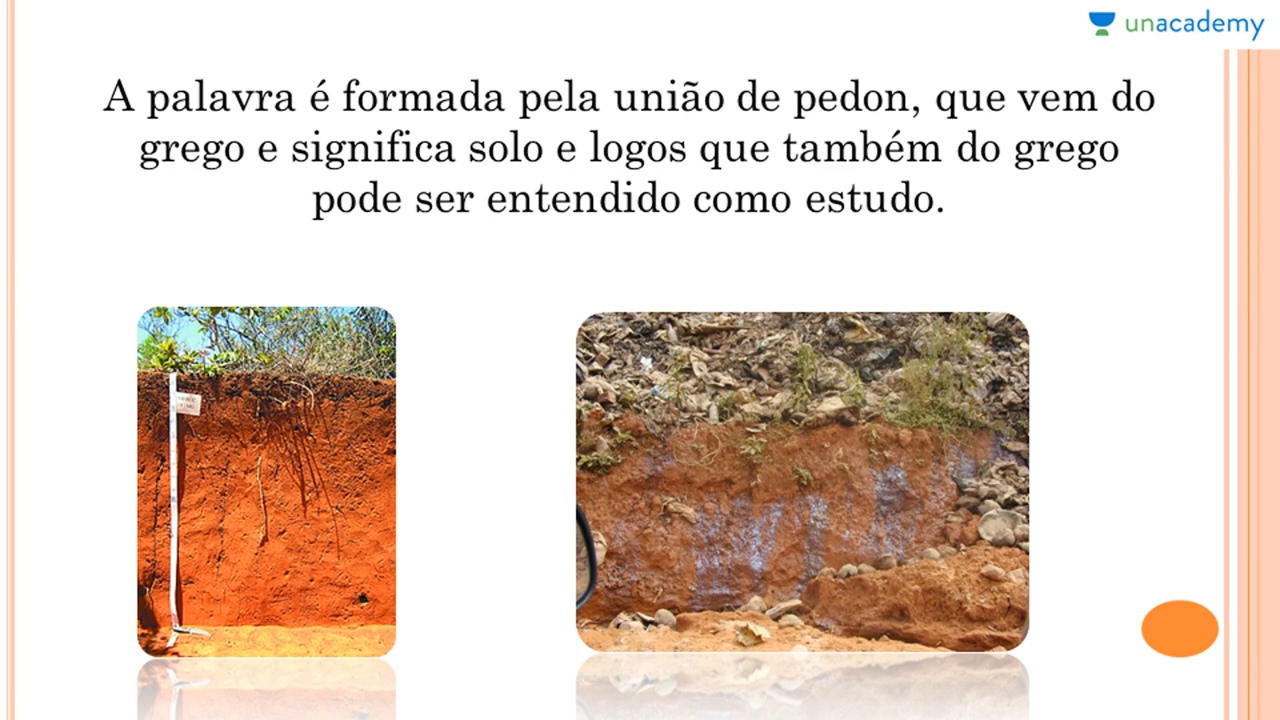 unacademy
A palavra é formada pela união de pedon, que vem do
grego e significa solo e logos que também do grego
pode ser entendido como estudo.